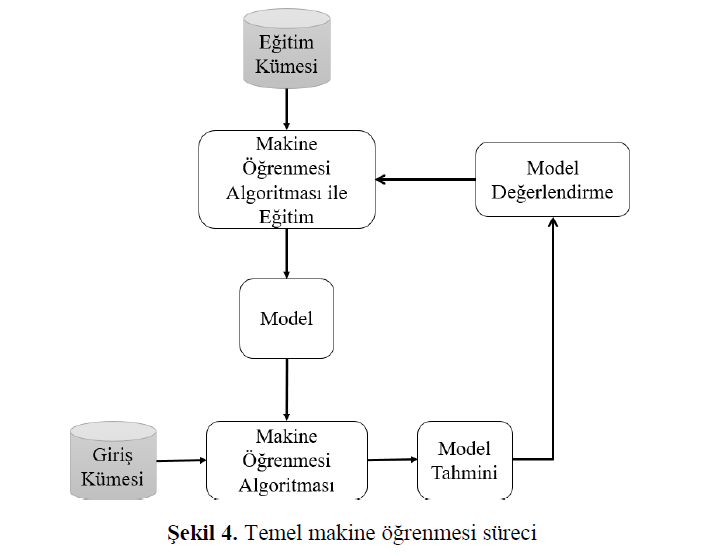 Eğitim
Kümesi
Makine
Öğrenmesi
Algoritması ile
Eğitim
Model
Değerlendirme
Model
Giriş
Kümesi
Makine
Öğrenmesi
Algoritması
Model
Tahmini
Şekil 4. Temel makine öğrenmesi süreci